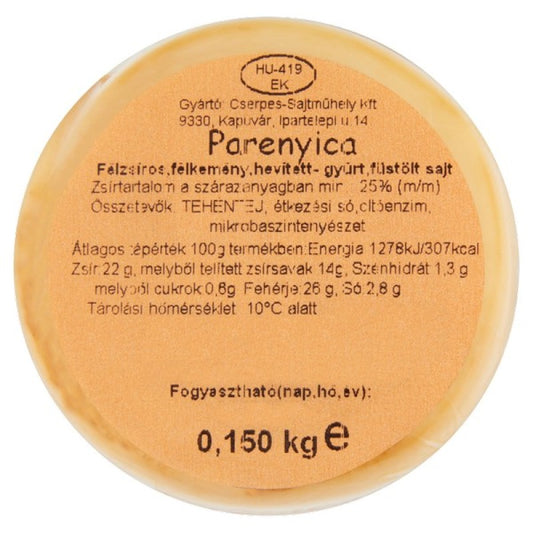 HU-419
EK
Gyártó: Cserpes-Sajtműhely kft
9330, Kapuvár, Ipartelepi u.14
Parenyica
Félzsíros,félkemény,hevített- gyúrt,füstölt sajt
Zsírtartalom a szárazanyagban min.: 25% (m/m)
Összetevők: TEHÉNTEJ, étkezési só,oltóenzim,
mikrobaszíntenyészet
Átlagos tápérték 100g termékben:Energia 1278kJ/307kcal
Zsír:22 g, melyből telített zsírsavak 14g, Szénhidrát 1,3 g
melyből cukrok:0,6g Fehérje:26 g, Só:2,8 g
Tárolási hőmérséklet 10°C alatt
Fogyasztható(nap,hó,év):
0,150 kg ℮